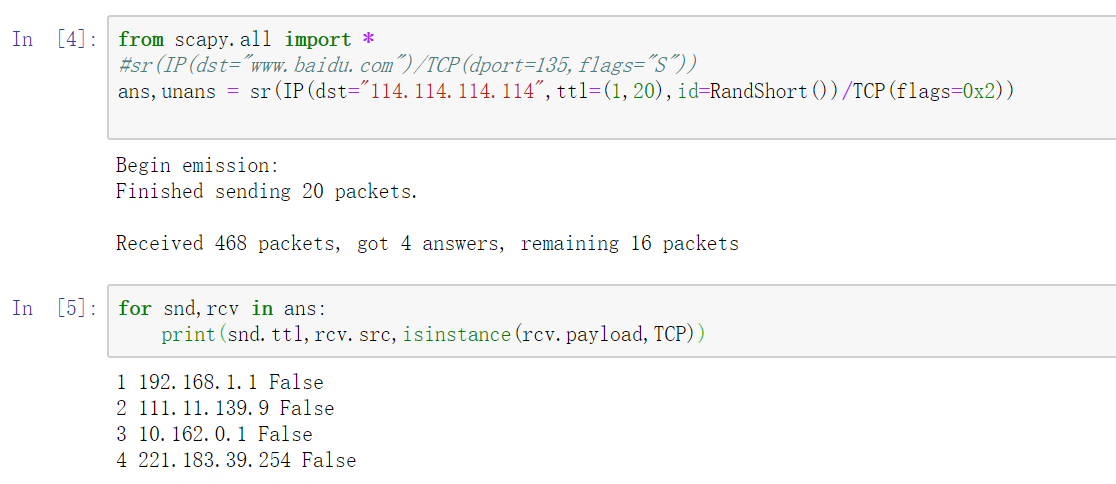 In [4]: from scapy.all import *
#sr(IP(dst="www.baidu.com")/TCP(dport=135,flags="S"))
ans,unans = sr(IP(dst="114.114.114.114",ttl=(1,20),id=RandShort())/TCP(flags=0x2))
Begin emission:
Finished sending 20 packets.
Received 468 packets, got 4 answers, remaining 16 packets
In [5]: for snd,rcv in ans:
print(snd.ttl,rcv.src,isinstance(rcv.payload,TCP))
1 192.168.1.1 False
2 111.11.139.9 False
3 10.162.0.1 False
4 221.183.39.254 False